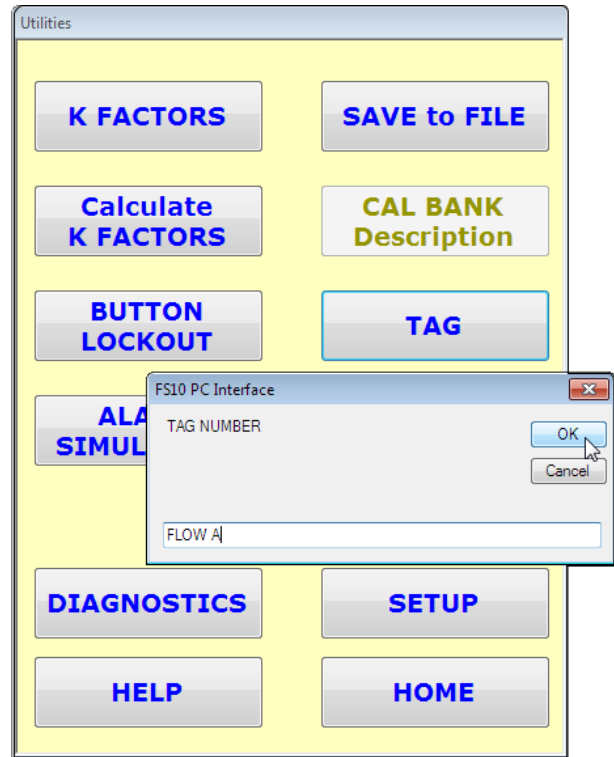 Utilities
K FACTORS
SAVE to FILE
Calculate
K FACTORS
CAL BANK
Description
BUTTON
LOCKOUT
TAG
SIMUL
FS10 PC Interface
TAG NUMBER
OK
Cancel
FLOW A
DIAGNOSTICS
SETUP
HELP
HOME